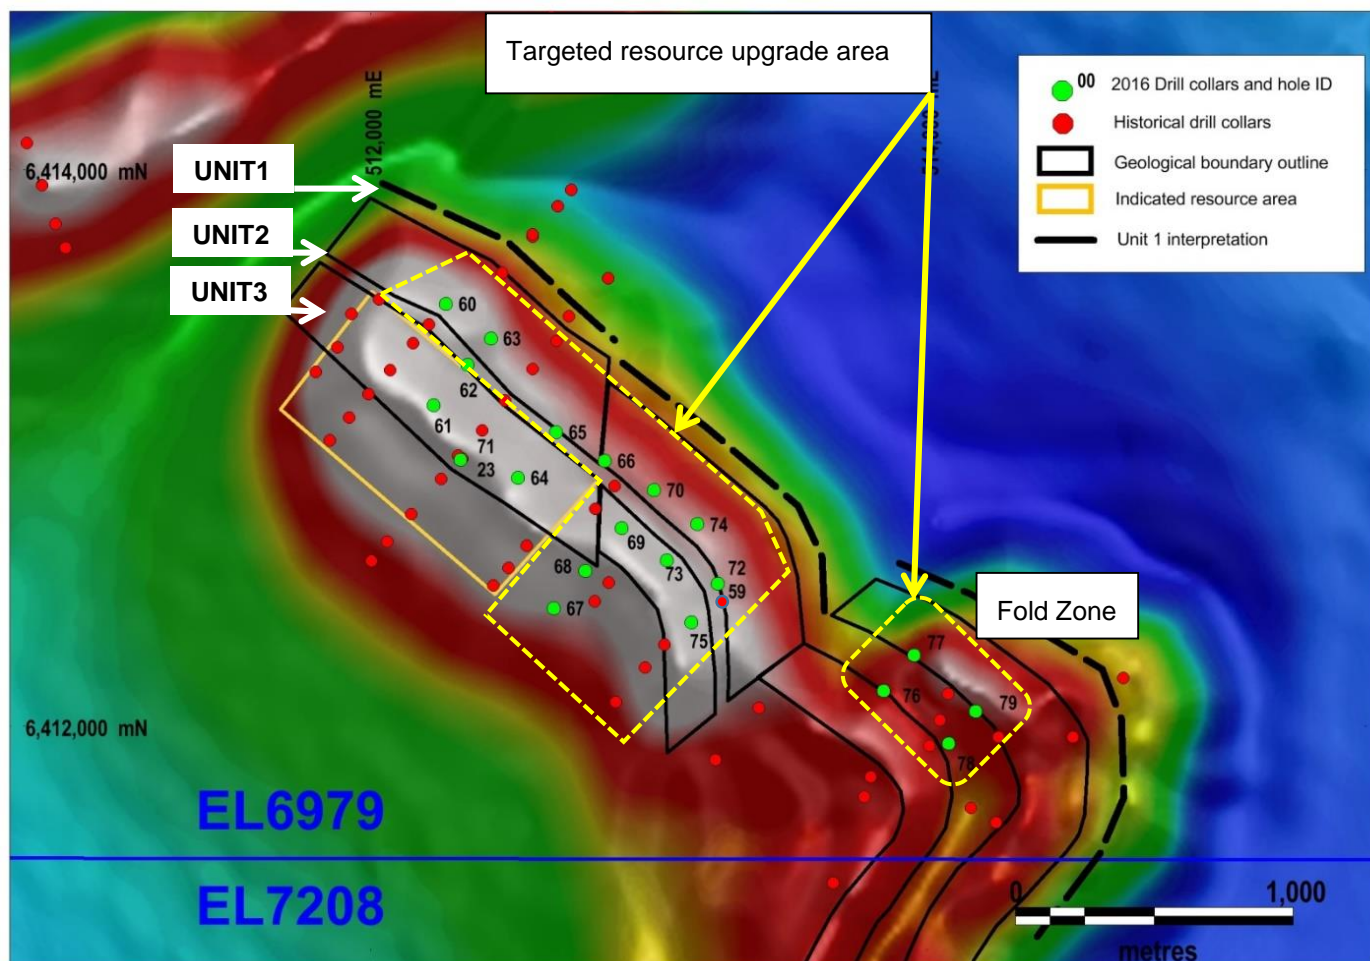 Targeted resource upgrade area
512,000 mE
514,000 mE
00
2016 Drill collars and hole ID
Historical drill collars
Geological boundary outline
Indicated resource area
Unit 1 interpretation
6,414,000 mN
UNIT1
UNIT2
UNIT3
60
63
62
61
65
71
66
23
64
70
74
69
68
73
72
59
67
75
Fold Zone
77
76
79
6,412,000 mN
78
EL6979
EL7208
0
1,000
metres